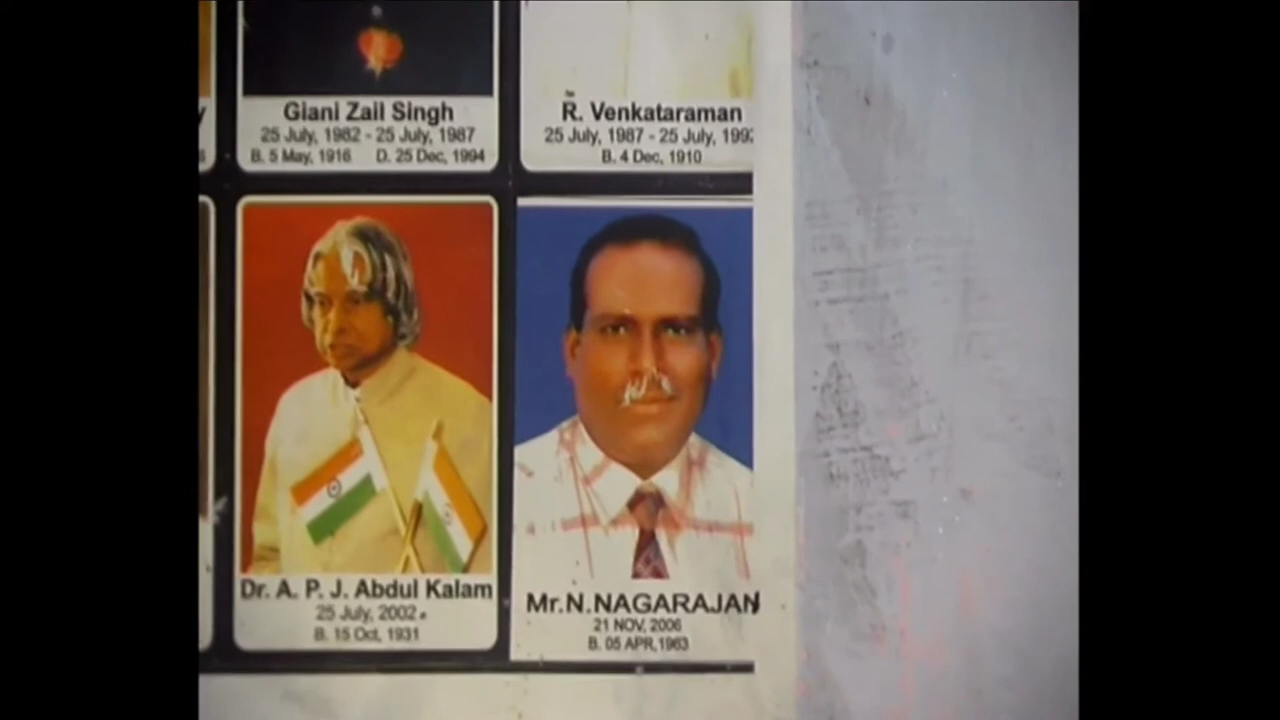 Giani Zail Singh
25 July, 1982 - 25 July, 1987
B. 5 May, 1916 D. 25 Dec, 1994
R. Venkataraman
25 July, 1987 - 25 July, 1992
B. 4 Dec, 1910
Dr. A. P. J. Abdul Kalam
25 July, 2002
B. 15 Oct, 1931
Mr.N.NAGARAJAN
21 NOV, 2006
B. 05 APR,1963